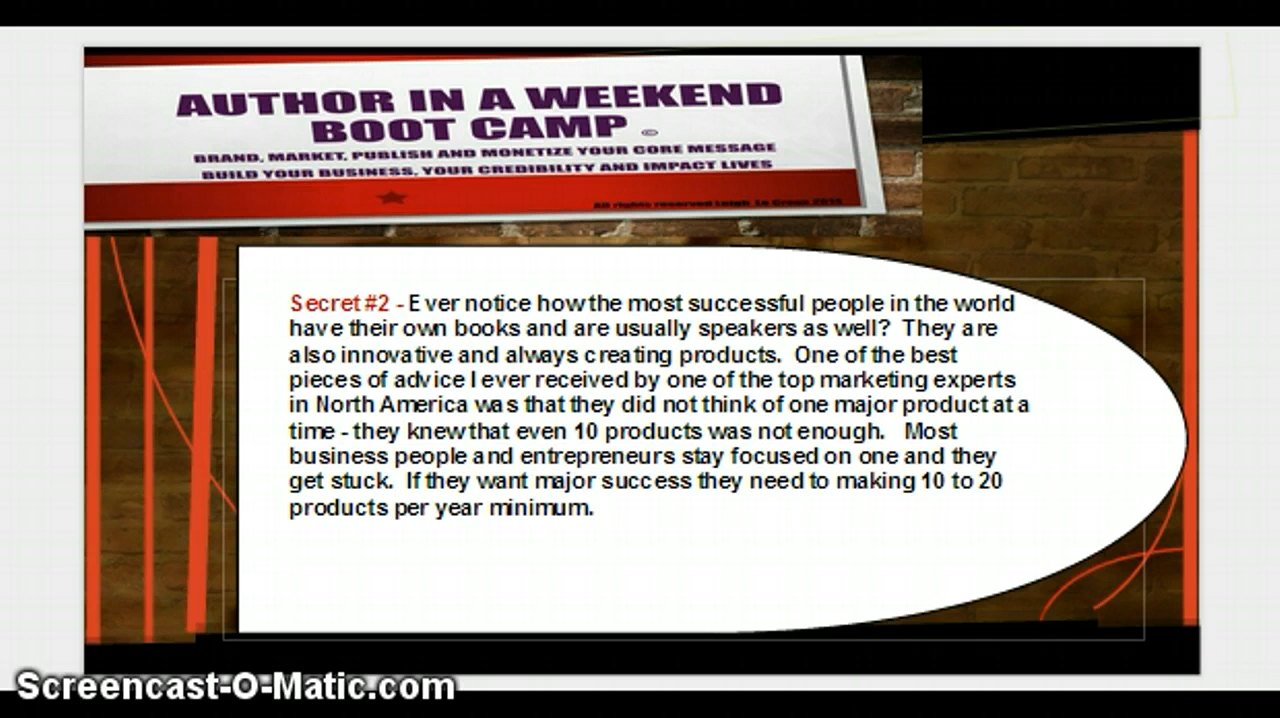 AUTHOR IN A WEEKEND
BOOT CAMP ©
BRAND, MARKET, PUBLISH AND MONETIZE YOUR CORE MESSAGE
BUILD YOUR BUSINESS, YOUR CREDIBILITY AND IMPACT LIVES
All rights reserved Leigh
Secret #2 - Ever notice how the most successful people in the world
have their own books and are usually speakers as well? They are
also innovative and always creating products. One of the best
pieces of advice I ever received by one of the top marketing experts
in North America was that they did not think of one major product at a
time - they knew that even 10 products was not enough. Most
business people and entrepreneurs stay focused on one and they
get stuck. If they want major success they need to making 10 to 20
products per year minimum.
Screencast-O-Matic.com